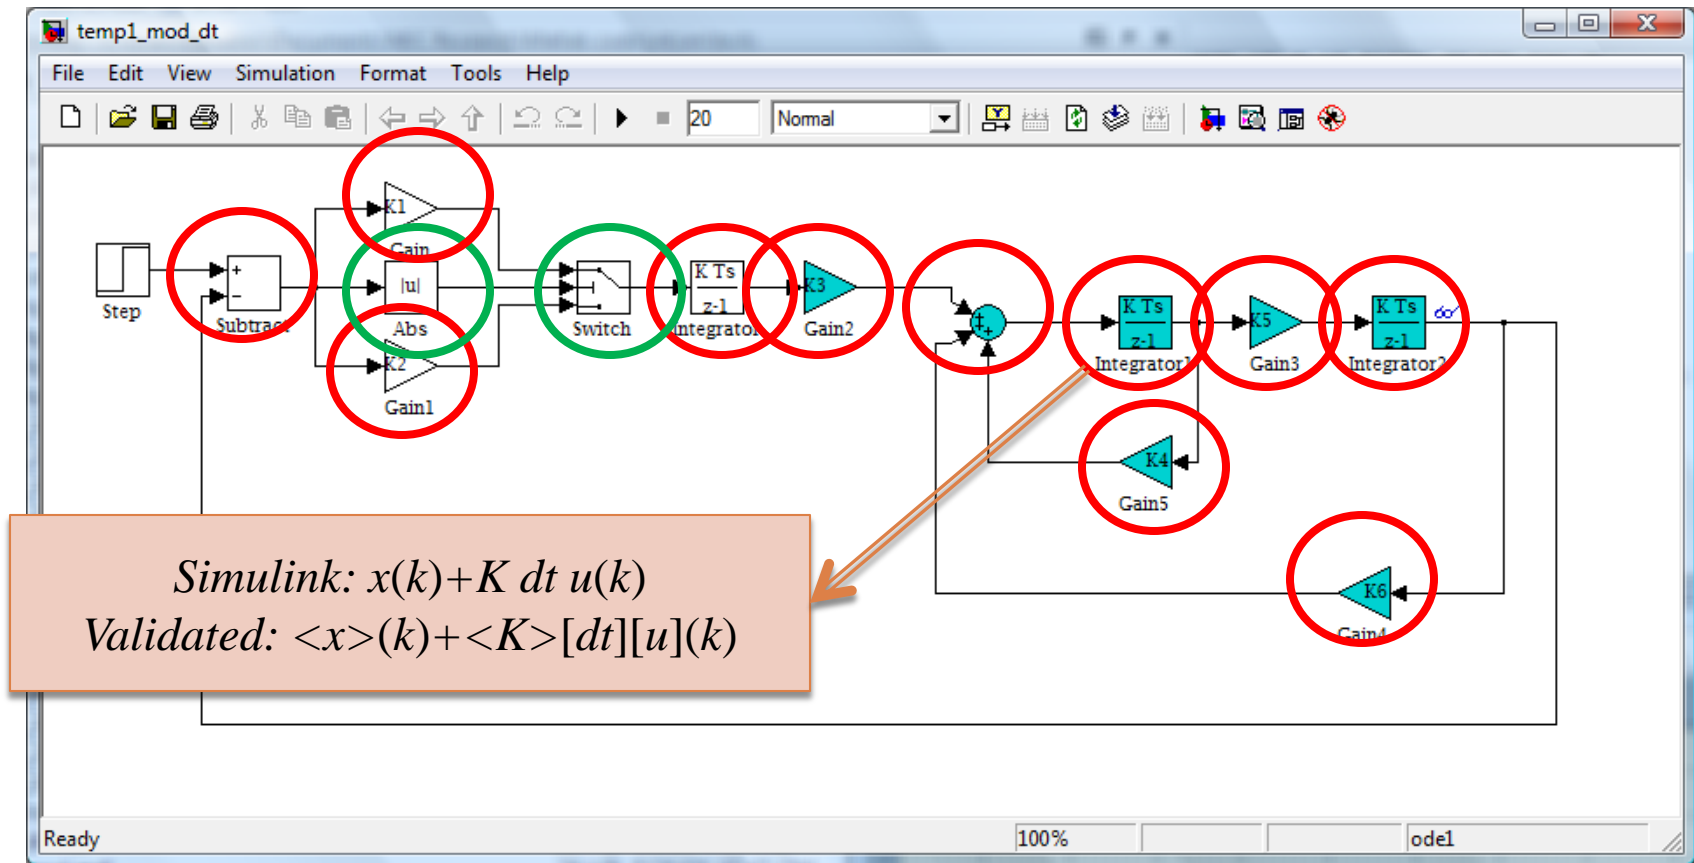 temp1_mod_dt
File Edit View Simulation Format Tools Help
20 Normal
K1
Gain
Step
+
−
Subtract
|u|
Abs
K2
Gain1
Switch
K Ts
z-1
Integrator
K3
Gain2
+
+
K Ts
z-1
Integrator1
K5
Gain3
K Ts
z-1
Integrator2
K4
Gain5
K6
Gain4
Simulink: x(k)+K dt u(k)
Validated: <x>(k)+<K>[dt][u](k)
Ready 100% ode1